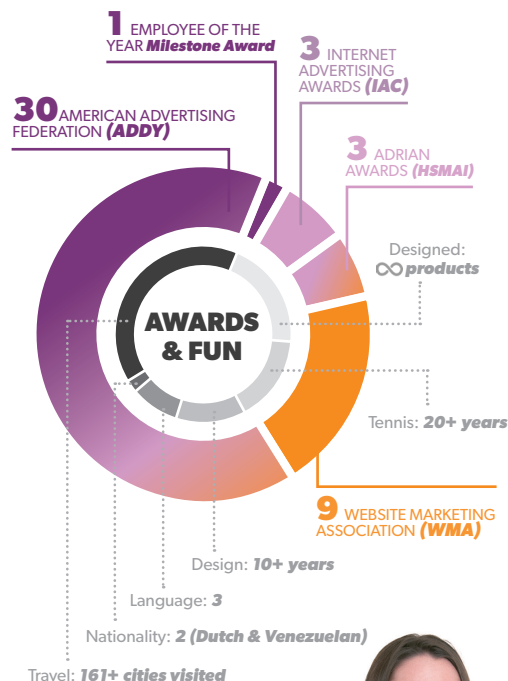 1 EMPLOYEE OF THE
YEAR Milestone Award
3 INTERNET
ADVERTISING
AWARDS (IAC)
30 AMERICAN ADVERTISING
FEDERATION (ADDY)
3 ADRIAN
AWARDS (HSMAI)
Designed:
∞ products
AWARDS
& FUN
Tennis: 20+ years
9 WEBSITE MARKETING
ASSOCIATION (WMA)
Design: 10+ years
Language: 3
Nationality: 2 (Dutch & Venezuelan)
Travel: 161+ cities visited